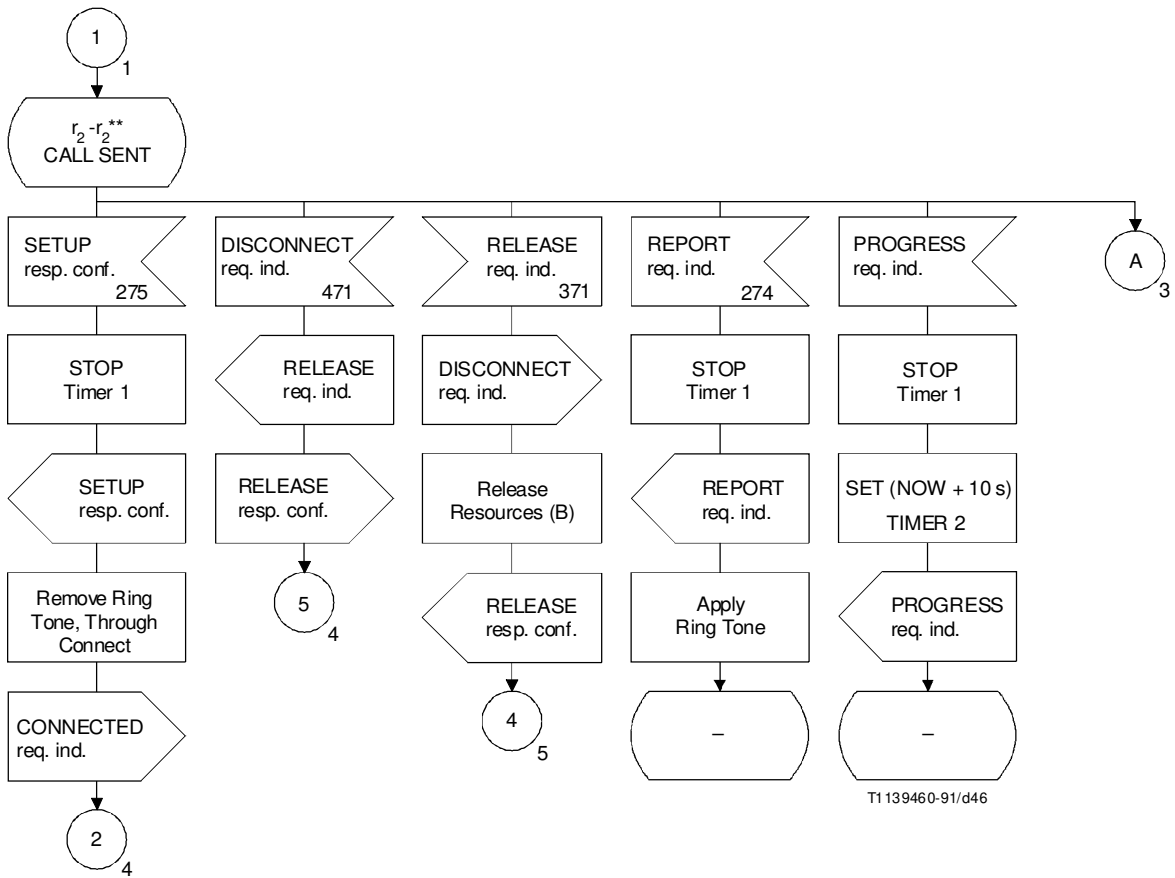 1
1
r2 -r2**
CALL SENT
SETUP
resp. conf.
275
DISCONNECT
req. ind.
471
RELEASE
req. ind.
371
REPORT
req. ind.
274
PROGRESS
req. ind.
A
3
STOP
Timer 1
RELEASE
req. ind.
DISCONNECT
req. ind.
STOP
Timer 1
STOP
Timer 1
SETUP
resp. conf.
RELEASE
resp. conf.
Release
Resources (B)
REPORT
req. ind.
SET (NOW + 10 s)
TIMER 2
Remove Ring
Tone, Through
Connect
5
4
RELEASE
resp. conf.
Apply
Ring Tone
PROGRESS
req. ind.
CONNECTED
req. ind.
4
5
–
–
T1139460-91/d46
2
4